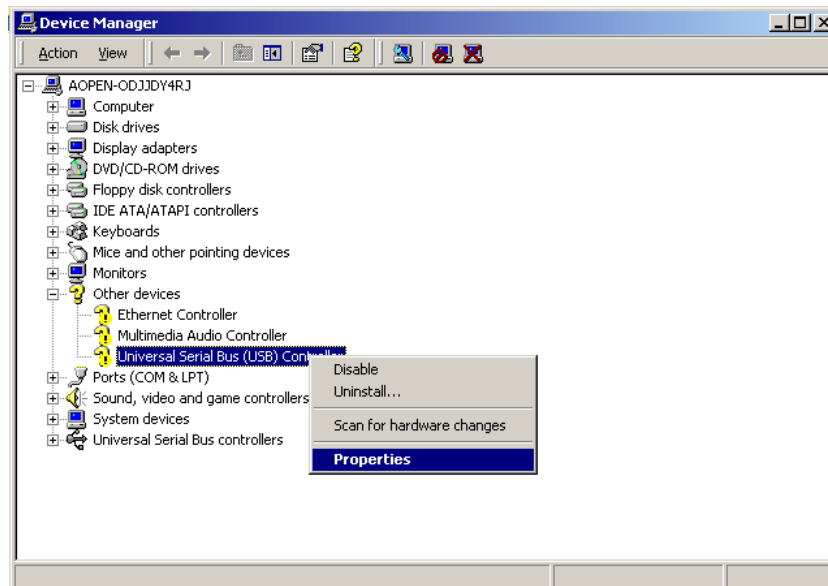 Device Manager
Action View
AOPEN-ODJJDY4RJ
Computer
Disk drives
Display adapters
DVD/CD-ROM drives
Floppy disk controllers
IDE ATA/ATAPI controllers
Keyboards
Mice and other pointing devices
Monitors
Other devices
Ethernet Controller
Multimedia Audio Controller
Universal Serial Bus (USB) Controller
Ports (COM & LPT)
Sound, video and game controllers
System devices
Universal Serial Bus controllers
Disable
Uninstall...
Scan for hardware changes
Properties